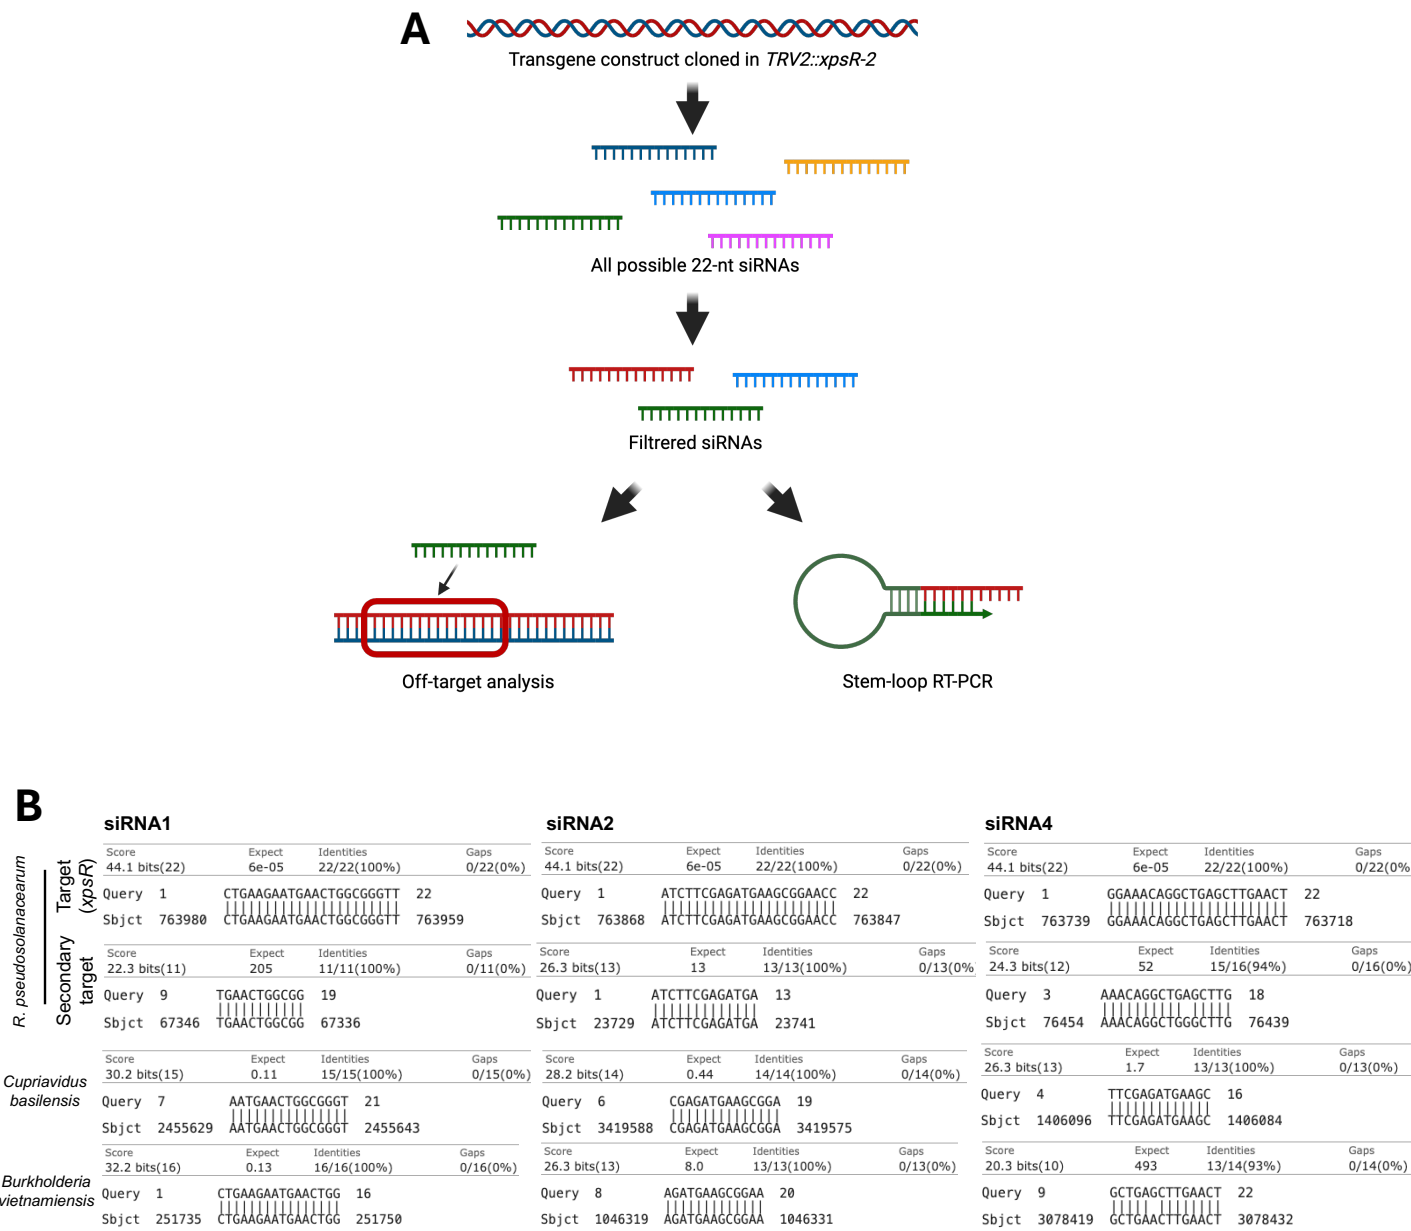 A
Transgene construct cloned in TRV2::xpsR-2
All possible 22-nt siRNAs
Filtrered siRNAs
Off-target analysis
Stem-loop RT-PCR
B
R. pseudosolanacearum
Target
(xpsR)
Secondary
target
Cupriavidus
basilensis
Burkholderia
vietnamiensis
siRNA1
Score Expect Identities Gaps
44.1 bits(22) 6e-05 22/22(100%) 0/22(0%)
Query 1 CTGAAGAATGAACTGGCGGGTT 22
Sbjct 763980 CTGAAGAATGAACTGGCGGGTT 763959
Score Expect Identities Gaps
22.3 bits(11) 205 11/11(100%) 0/11(0%)
Query 9 TGAACTGGCGG 19
Sbjct 67346 TGAACTGGCGG 67336
Score Expect Identities Gaps
30.2 bits(15) 0.11 15/15(100%) 0/15(0%)
Query 7 AATGAACTGGCGGGT 21
Sbjct 2455629 AATGAACTGGCGGGT 2455643
Score Expect Identities Gaps
32.2 bits(16) 0.13 16/16(100%) 0/16(0%)
Query 1 CTGAAGAATGAACTGG 16
Sbjct 251735 CTGAAGAATGAACTGG 251750
siRNA2
Score Expect Identities Gaps
44.1 bits(22) 6e-05 22/22(100%) 0/22(0%)
Query 1 ATCTTCGAGATGAAGCGGAACC 22
Sbjct 763868 ATCTTCGAGATGAAGCGGAACC 763847
Score Expect Identities Gaps
26.3 bits(13) 13 13/13(100%) 0/13(0%)
Query 1 ATCTTCGAGATGA 13
Sbjct 23729 ATCTTCGAGATGA 23741
Score Expect Identities Gaps
28.2 bits(14) 0.44 14/14(100%) 0/14(0%)
Query 6 CGAGATGAAGCGGA 19
Sbjct 3419588 CGAGATGAAGCGGA 3419575
Score Expect Identities Gaps
26.3 bits(13) 8.0 13/13(100%) 0/13(0%)
Query 8 AGATGAAGCGGAA 20
Sbjct 1046319 AGATGAAGCGGAA 1046331
siRNA4
Score Expect Identities Gaps
44.1 bits(22) 6e-05 22/22(100%) 0/22(0%
Query 1 GGAAACAGGCTGAGCTTGAACT 22
Sbjct 763739 GGAAACAGGCTGAGCTTGAACT 763718
Score Expect Identities Gaps
24.3 bits(12) 52 15/16(94%) 0/16(0%)
Query 3 AAACAGGCTGAGCTTG 18
Sbjct 76454 AAACAGGCTGGGCTTG 76439
Score Expect Identities Gaps
26.3 bits(13) 1.7 13/13(100%) 0/13(0%)
Query 4 TTCGAGATGAAGC 16
Sbjct 1406096 TTCGAGATGAAGC 1406084
Score Expect Identities Gaps
20.3 bits(10) 493 13/14(93%) 0/14(0%)
Query 9 GCTGAGCTTGAACT 22
Sbjct 3078419 GCTGAACTTGAACT 3078432